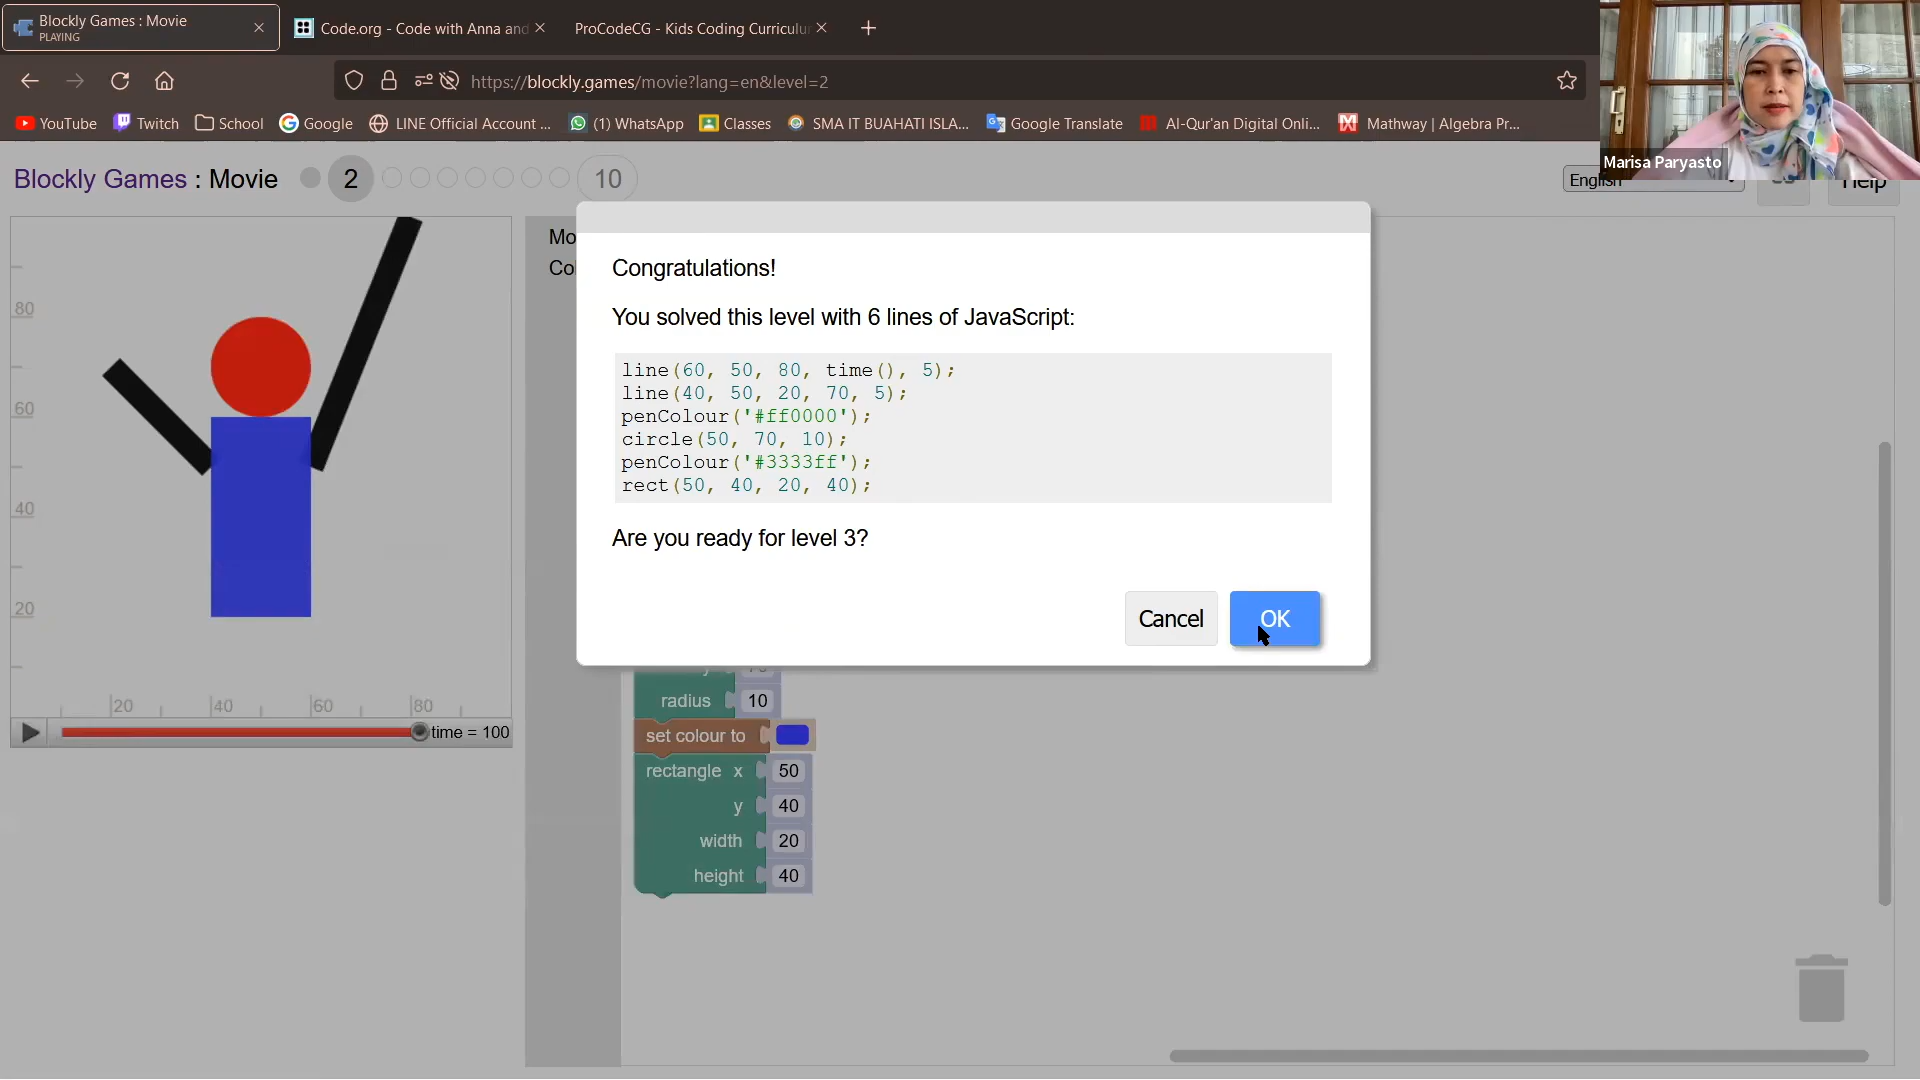 Blockly Games : Movie
PLAYING
Code.org - Code with Anna and
ProCodeCG - Kids Coding Curriculu
https://blockly.games/movie?lang=en&level=2
YouTube
Twitch
School
Google
LINE Official Account ...
(1) WhatsApp
Classes
SMA IT BUAHATI ISLA...
Google Translate
Al-Qur'an Digital Onli...
Mathway | Algebra Pr...
Marisa Paryasto
Blockly Games : Movie
2
10
English
Help
80
60
40
20
20
40
60
80
time = 100
Mo
Co
Congratulations!
You solved this level with 6 lines of JavaScript:
line(60, 50, 80, time(), 5);
line(40, 50, 20, 70, 5);
penColour('#ff0000');
circle(50, 70, 10);
penColour('#3333ff');
rect(50, 40, 20, 40);
Are you ready for level 3?
Cancel
OK
radius 10
set colour to
rectangle x 50
y 40
width 20
height 40